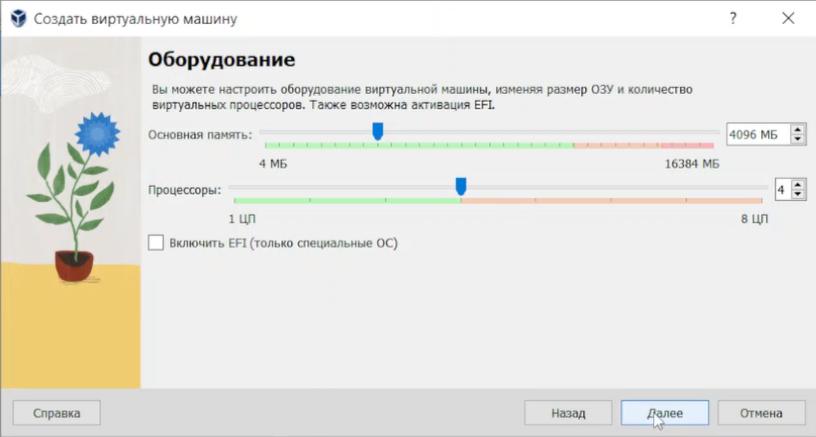 Создать виртуальную машину
?
Оборудование
Вы можете настроить оборудование виртуальной машины, изменяя размер ОЗУ и количество
виртуальных процессоров. Также возможна активация EFI.
Основная память:
4096 МБ
4 МБ
16384 МБ
Процессоры:
4
1 ЦП
8 ЦП
Включить EFI (только специальные ОС)
Справка
Назад
Далее
Отмена